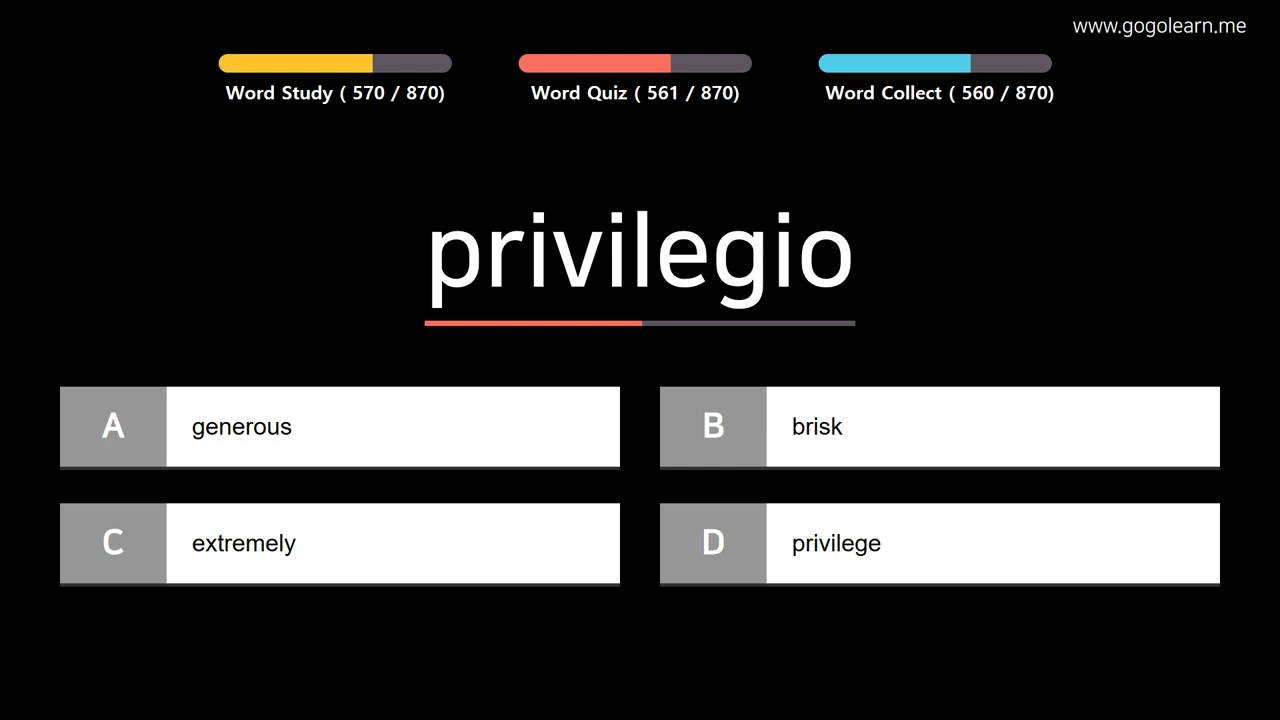 www.gogolearn.me
Word Study ( 570 / 870)
Word Quiz ( 561 / 870)
Word Collect ( 560 / 870)
privilegio
A generous
B brisk
C extremely
D privilege